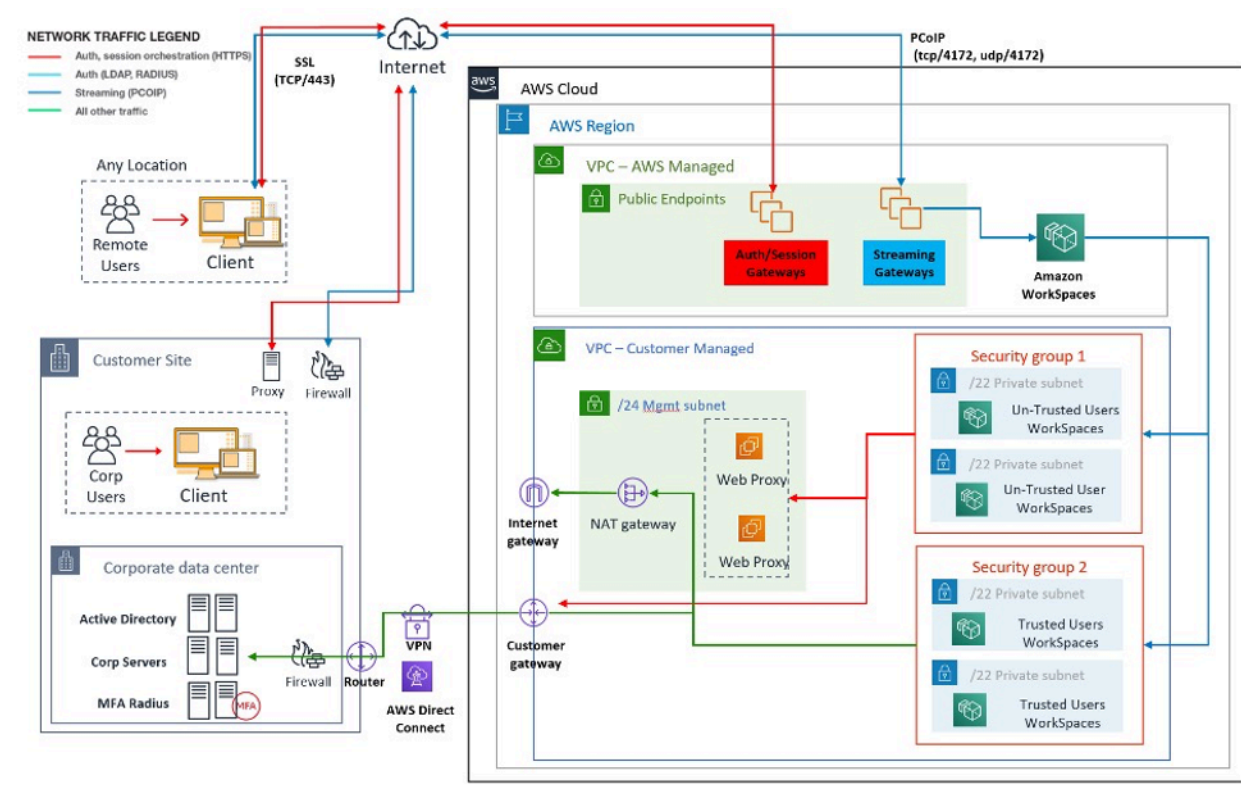 NETWORK TRAFFIC LEGEND
Auth, session orchestration (HTTPS)
Auth (LDAP, RADIUS)
Streaming (PCOIP)
All other traffic
SSL
(TCP/443)
Internet
PCoIP
(tcp/4172, udp/4172)
aws
AWS Cloud
AWS Region
Any Location
Remote
Users
Client
VPC – AWS Managed
Public Endpoints
Auth/Session
Gateways
Streaming
Gateways
Amazon
WorkSpaces
Customer Site
Proxy
Firewall
Corp
Users
Client
VPC – Customer Managed
/24 Mgmt subnet
Web Proxy
Web Proxy
Internet
gateway
NAT gateway
Security group 1
/22 Private subnet
Un-Trusted Users
WorkSpaces
/22 Private subnet
Un-Trusted User
WorkSpaces
Corporate data center
Active Directory
Corp Servers
MFA Radius
MFA
Firewall
Router
VPN
AWS Direct
Connect
Customer
gateway
Security group 2
/22 Private subnet
Trusted Users
WorkSpaces
/22 Private subnet
Trusted Users
WorkSpaces